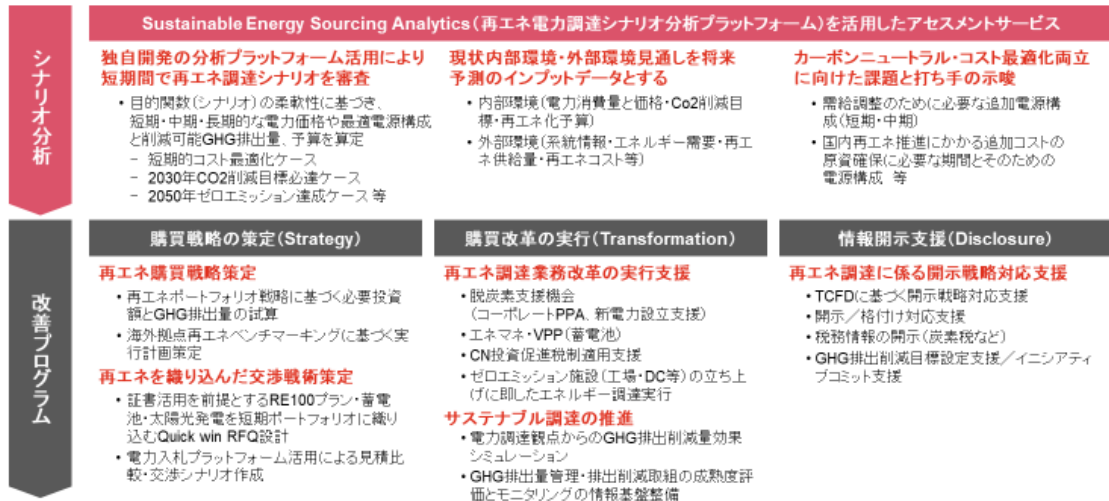 シナリオ分析
Sustainable Energy Sourcing Analytics（再エネ電力調達シナリオ分析プラットフォーム）を活用したアセスメントサービス
独自開発の分析プラットフォーム活用により
短期間で再エネ調達シナリオを審査
・目的関数（シナリオ）の柔軟性に基づき、
短期・中期・長期的な電力価格や最適電源構成
と削減可能GHG排出量、予算を算定
− 短期的コスト最適化ケース
− 2030年CO2削減目標必達ケース
− 2050年ゼロエミッション達成ケース 等
現状内部環境・外部環境見通しを将来
予測のインプットデータとする
・内部環境（電力消費量と価格・Co2削減目
標・再エネ化予算）
・外部環境（系統情報・エネルギー需要・再エ
ネ供給量・再エネコスト等）
カーボンニュートラル・コスト最適化両立
に向けた課題と打ち手の示唆
・需給調整のために必要な追加電源構
成（短期・中期）
・国内再エネ推進にかかる追加コストの
原資確保に必要な期間とそのための
電源構成 等
改善プログラム
購買戦略の策定（Strategy）
再エネ購買戦略策定
・再エネポートフォリオ戦略に基づく必要投資
額とGHG排出量の試算
・海外拠点再エネベンチマーキングに基づく実
行計画策定
再エネを織り込んだ交渉戦術策定
・証書活用を前提とするRE100プラン・蓄電
池・太陽光発電を短期ポートフォリオに織り
込むQuick win RFQ設計
・電力入札プラットフォーム活用による見積比
較・交渉シナリオ作成
購買改革の実行（Transformation）
再エネ調達業務改革の実行支援
・脱炭素支援機会
（コーポレートPPA、新電力設立支援）
・エネマネ・VPP（蓄電池）
・CN投資促進税制適用支援
・ゼロエミッション施設（工場・DC等）の立ち上
げに即したエネルギー調達実行
サステナブル調達の推進
・電力調達観点からのGHG排出削減量効果
シミュレーション
・GHG排出量管理・排出削減取組の成熟度評
価とモニタリングの情報基盤整備
情報開示支援（Disclosure）
再エネ調達に係る開示戦略対応支援
・TCFDに基づく開示戦略対応支援
・開示／格付け対応支援
・税務情報の開示（炭素税など）
・GHG排出削減目標設定支援／イニシアティ
ブコミット支援